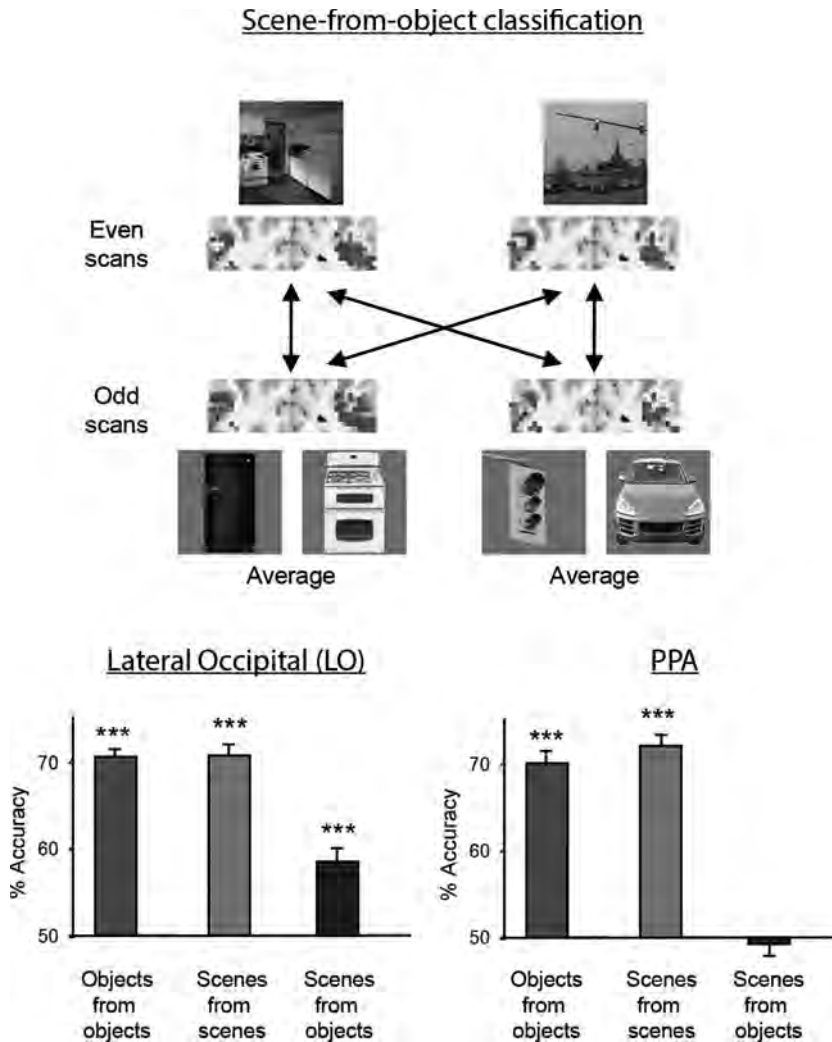 Scene-from-object classification
Even
scans
Odd
scans
Average
Average
Lateral Occipital (LO)
% Accuracy
70
60
50
***
***
***
Objects
from
objects
Scenes
from
scenes
Scenes
from
objects
PPA
% Accuracy
70
60
50
***
***
Objects
from
objects
Scenes
from
scenes
Scenes
from
objects